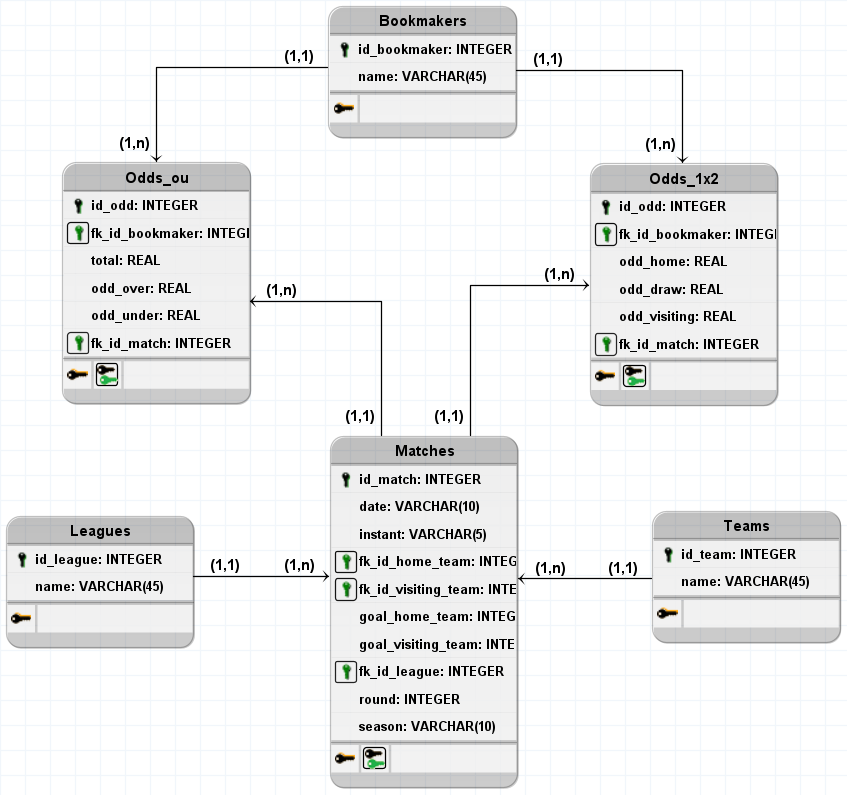 Bookmakers
id_bookmaker: INTEGER
name: VARCHAR(45)
(1,1)
(1,1)
(1,n)
(1,n)
Odds_ou
id_odd: INTEGER
fk_id_bookmaker: INTEGI
total: REAL
odd_over: REAL
odd_under: REAL
fk_id_match: INTEGER
Odds_1x2
id_odd: INTEGER
fk_id_bookmaker: INTEGI
odd_home: REAL
odd_draw: REAL
odd_visiting: REAL
fk_id_match: INTEGER
(1,n)
(1,n)
(1,1)
(1,1)
Matches
id_match: INTEGER
date: VARCHAR(10)
instant: VARCHAR(5)
fk_id_home_team: INTEG
fk_id_visiting_team: INTE
goal_home_team: INTEG
goal_visiting_team: INTE
fk_id_league: INTEGER
round: INTEGER
season: VARCHAR(10)
Leagues
id_league: INTEGER
name: VARCHAR(45)
(1,1)
(1,n)
(1,n)
(1,1)
Teams
id_team: INTEGER
name: VARCHAR(45)